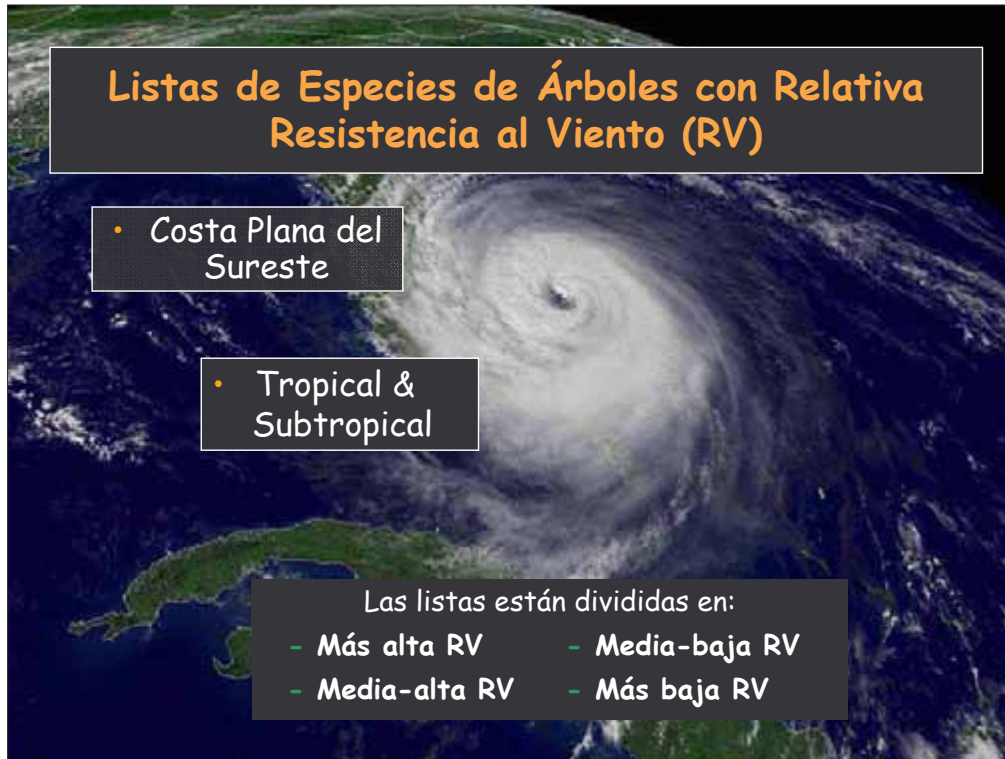 Listas de Especies de Árboles con Relativa
Resistencia al Viento (RV)
• Costa Plana del
Sureste
• Tropical &
Subtropical
Las listas están divididas en:
- Más alta RV
- Media-alta RV
- Media-baja RV
- Más baja RV